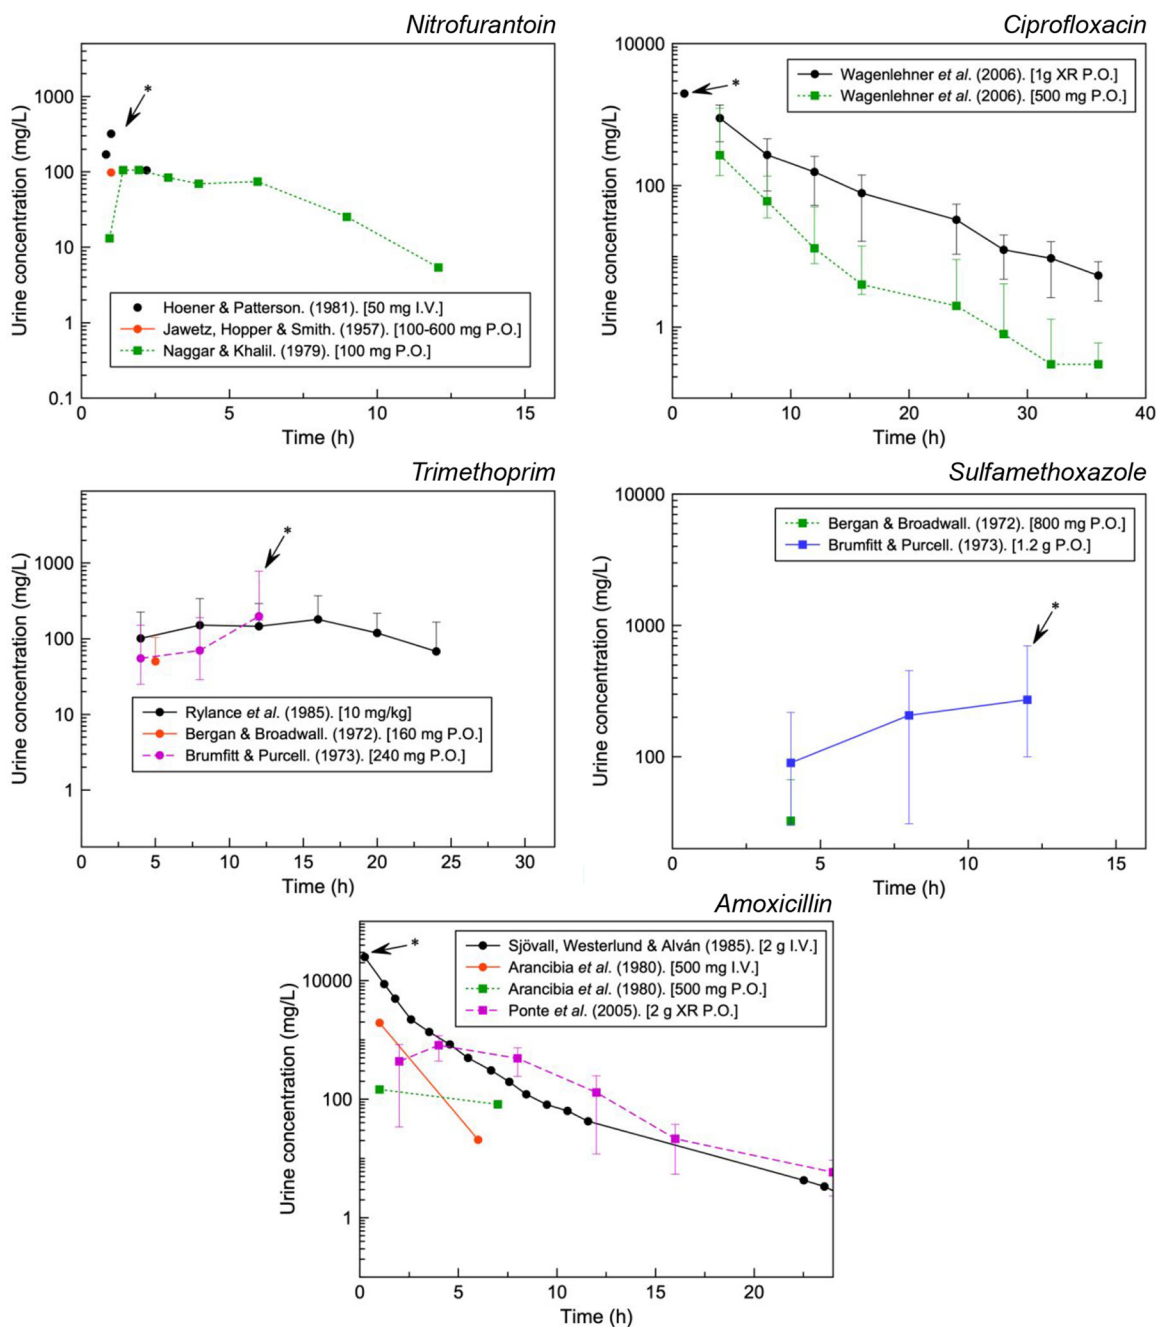 Nitrofurantoin
Urine concentration (mg/L)
1000
100
10
1
0.1
*
Hoener & Patterson. (1981). [50 mg I.V.]
Jawetz, Hopper & Smith. (1957). [100-600 mg P.O.]
Naggar & Khalil. (1979). [100 mg P.O.]
0 5 10 15
Time (h)
Ciprofloxacin
Urine concentration (mg/L)
10000
100
1
*
Wagenlehner et al. (2006). [1g XR P.O.]
Wagenlehner et al. (2006). [500 mg P.O.]
0 10 20 30 40
Time (h)
Trimethoprim
Urine concentration (mg/L)
1000
100
10
1
*
Rylance et al. (1985). [10 mg/kg]
Bergan & Broadwall. (1972). [160 mg P.O.]
Brumfitt & Purcell. (1973). [240 mg P.O.]
0 5 10 15 20 25 30
Time (h)
Sulfamethoxazole
Urine concentration (mg/L)
10000
1000
100
Bergan & Broadwall. (1972). [800 mg P.O.]
Brumfitt & Purcell. (1973). [1.2 g P.O.]
*
0 5 10 15
Time (h)
Amoxicillin
Urine concentration (mg/L)
10000
100
1
*
Sjövall, Westerlund & Alván (1985). [2 g I.V.]
Arancibia et al. (1980). [500 mg I.V.]
Arancibia et al. (1980). [500 mg P.O.]
Ponte et al. (2005). [2 g XR P.O.]
0 5 10 15 20
Time (h)